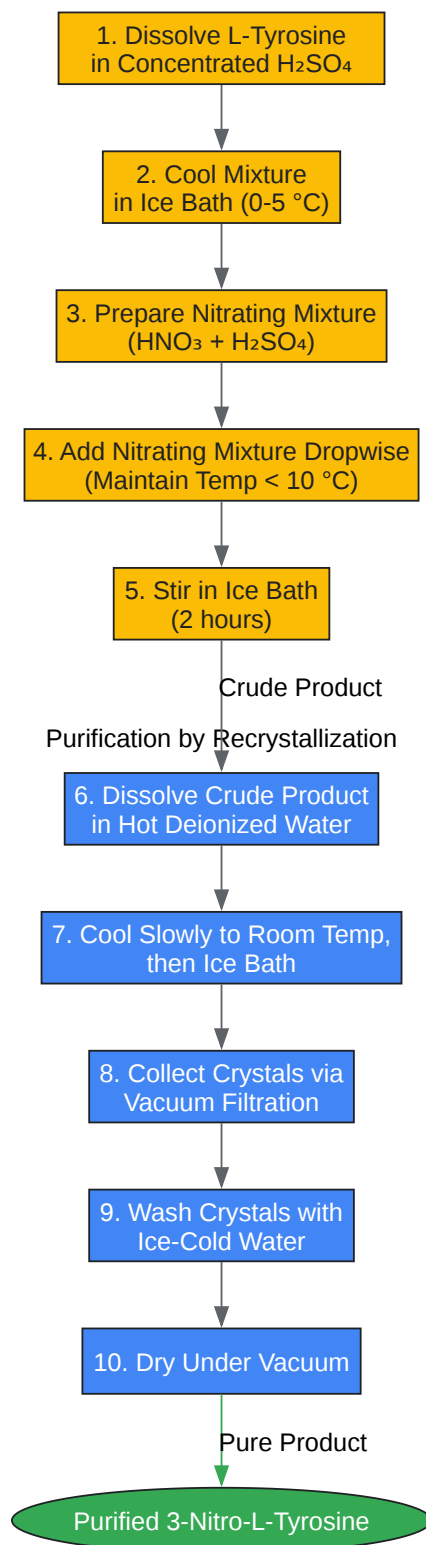 1. Dissolve L-Tyrosine
in Concentrated H₂SO₄
2. Cool Mixture
in Ice Bath (0-5 °C)
3. Prepare Nitrating Mixture
(HNO₃ + H₂SO₄)
4. Add Nitrating Mixture Dropwise
(Maintain Temp < 10 °C)
5. Stir in Ice Bath
(2 hours)
Crude Product
Purification by Recrystallization
6. Dissolve Crude Product
in Hot Deionized Water
7. Cool Slowly to Room Temp,
then Ice Bath
8. Collect Crystals via
Vacuum Filtration
9. Wash Crystals with
Ice-Cold Water
10. Dry Under Vacuum
Pure Product
Purified 3-Nitro-L-Tyrosine